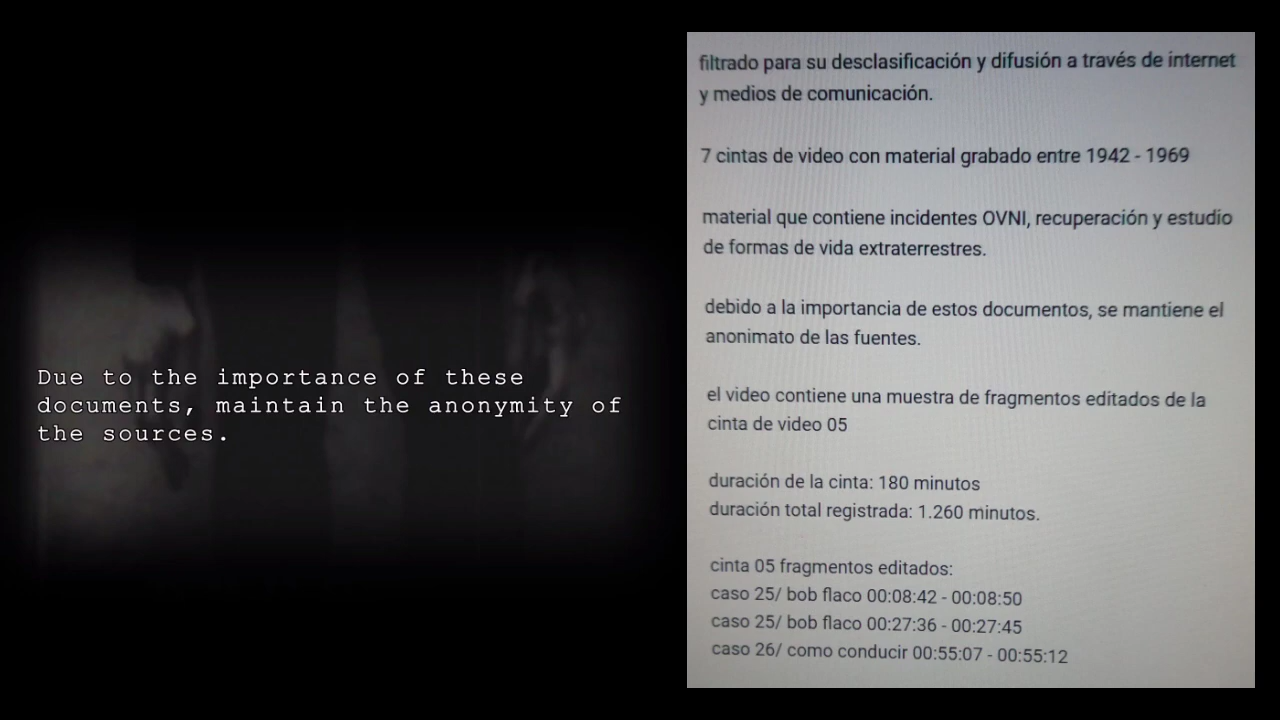 Due to the importance of these
documents, maintain the anonymity of
the sources.
filtrado para su desclasificación y difusión a través de internet
y medios de comunicación.
7 cintas de video con material grabado entre 1942 - 1969
material que contiene incidentes OVNI, recuperación y estudio
de formas de vida extraterrestres.
debido a la importancia de estos documentos, se mantiene el
anonimato de las fuentes.
el video contiene una muestra de fragmentos editados de la
cinta de video 05
duración de la cinta: 180 minutos
duración total registrada: 1.260 minutos.
cinta 05 fragmentos editados:
caso 25/ bob flaco 00:08:42 - 00:08:50
caso 25/ bob flaco 00:27:36 - 00:27:45
caso 26/ como conducir 00:55:07 - 00:55:12